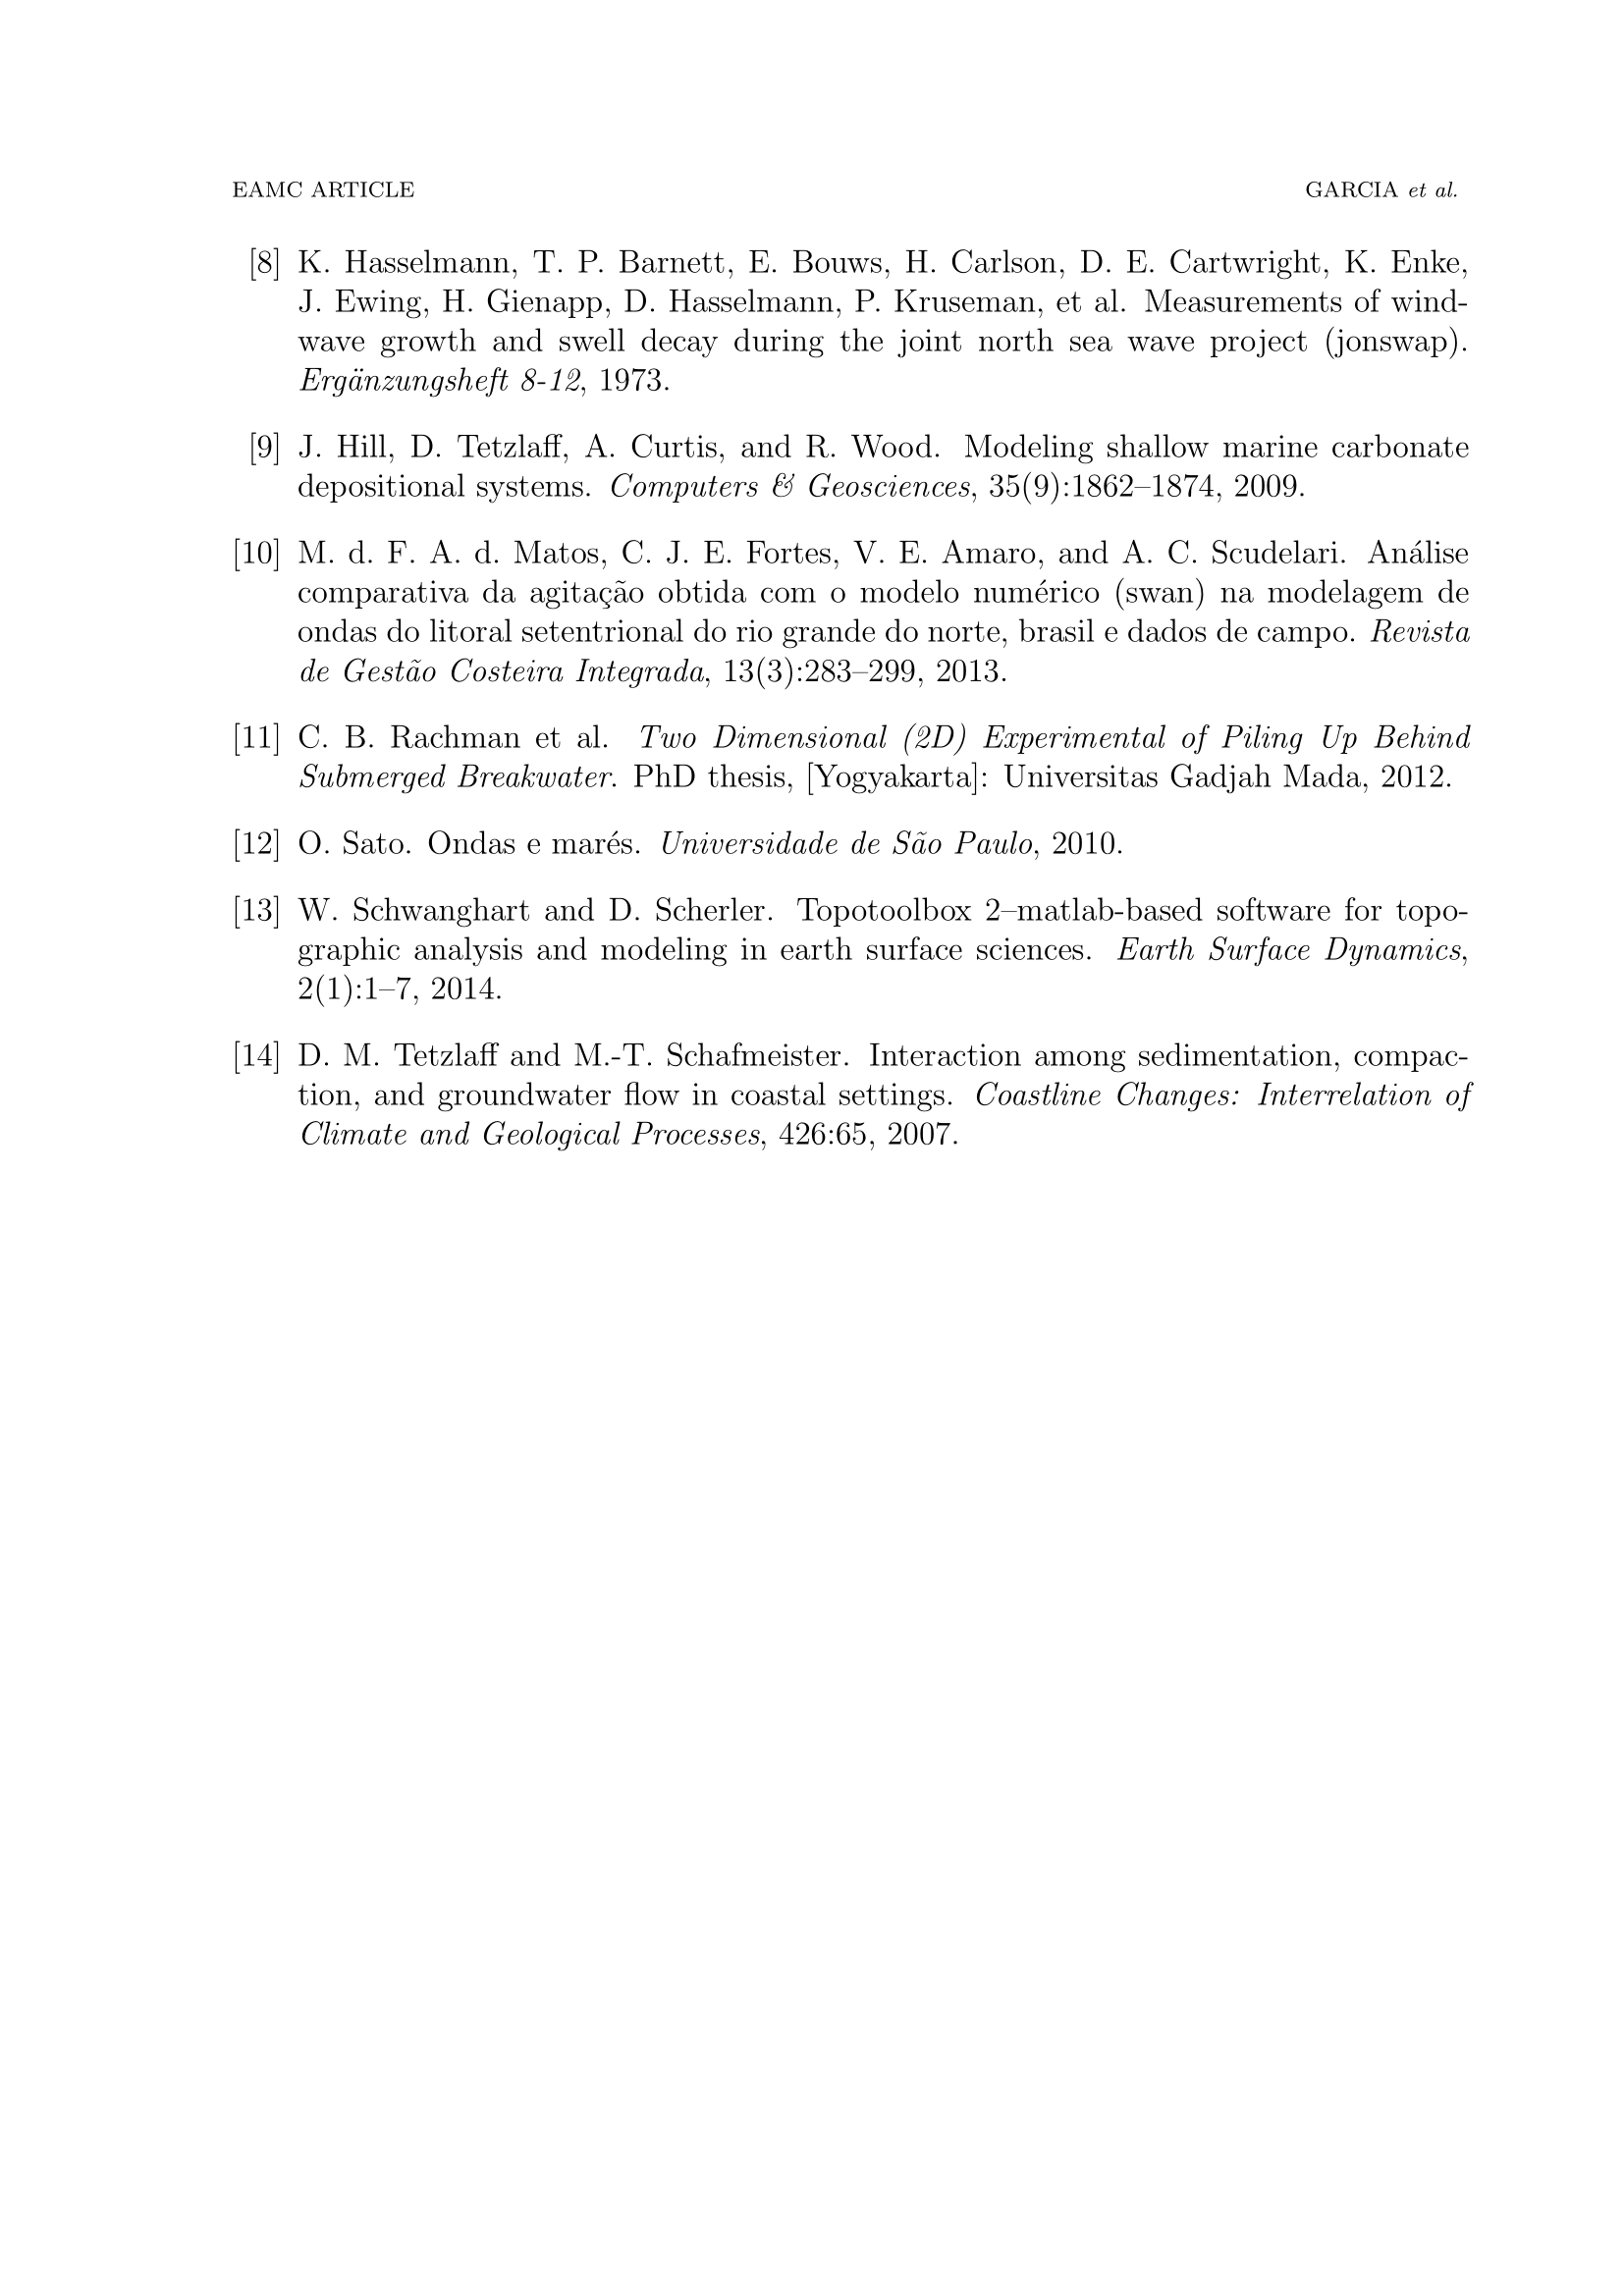 EAMC ARTICLE GARCIA et al.
[8] K. Hasselmann, T. P. Barnett, E. Bouws, H. Carlson, D. E. Cartwright, K. Enke,
J. Ewing, H. Gienapp, D. Hasselmann, P. Kruseman, et al. Measurements of wind-
wave growth and swell decay during the joint north sea wave project (jonswap).
Ergänzungsheft 8-12, 1973.
[9] J. Hill, D. Tetzlaff, A. Curtis, and R. Wood. Modeling shallow marine carbonate
depositional systems. Computers & Geosciences, 35(9):1862–1874, 2009.
[10] M. d. F. A. d. Matos, C. J. E. Fortes, V. E. Amaro, and A. C. Scudelari. Análise
comparativa da agitação obtida com o modelo numérico (swan) na modelagem de
ondas do litoral setentrional do rio grande do norte, brasil e dados de campo. Revista
de Gestão Costeira Integrada, 13(3):283–299, 2013.
[11] C. B. Rachman et al. Two Dimensional (2D) Experimental of Piling Up Behind
Submerged Breakwater. PhD thesis, [Yogyakarta]: Universitas Gadjah Mada, 2012.
[12] O. Sato. Ondas e marés. Universidade de São Paulo, 2010.
[13] W. Schwanghart and D. Scherler. Topotoolbox 2–matlab-based software for topo-
graphic analysis and modeling in earth surface sciences. Earth Surface Dynamics,
2(1):1–7, 2014.
[14] D. M. Tetzlaff and M.-T. Schafmeister. Interaction among sedimentation, compac-
tion, and groundwater flow in coastal settings. Coastline Changes: Interrelation of
Climate and Geological Processes, 426:65, 2007.